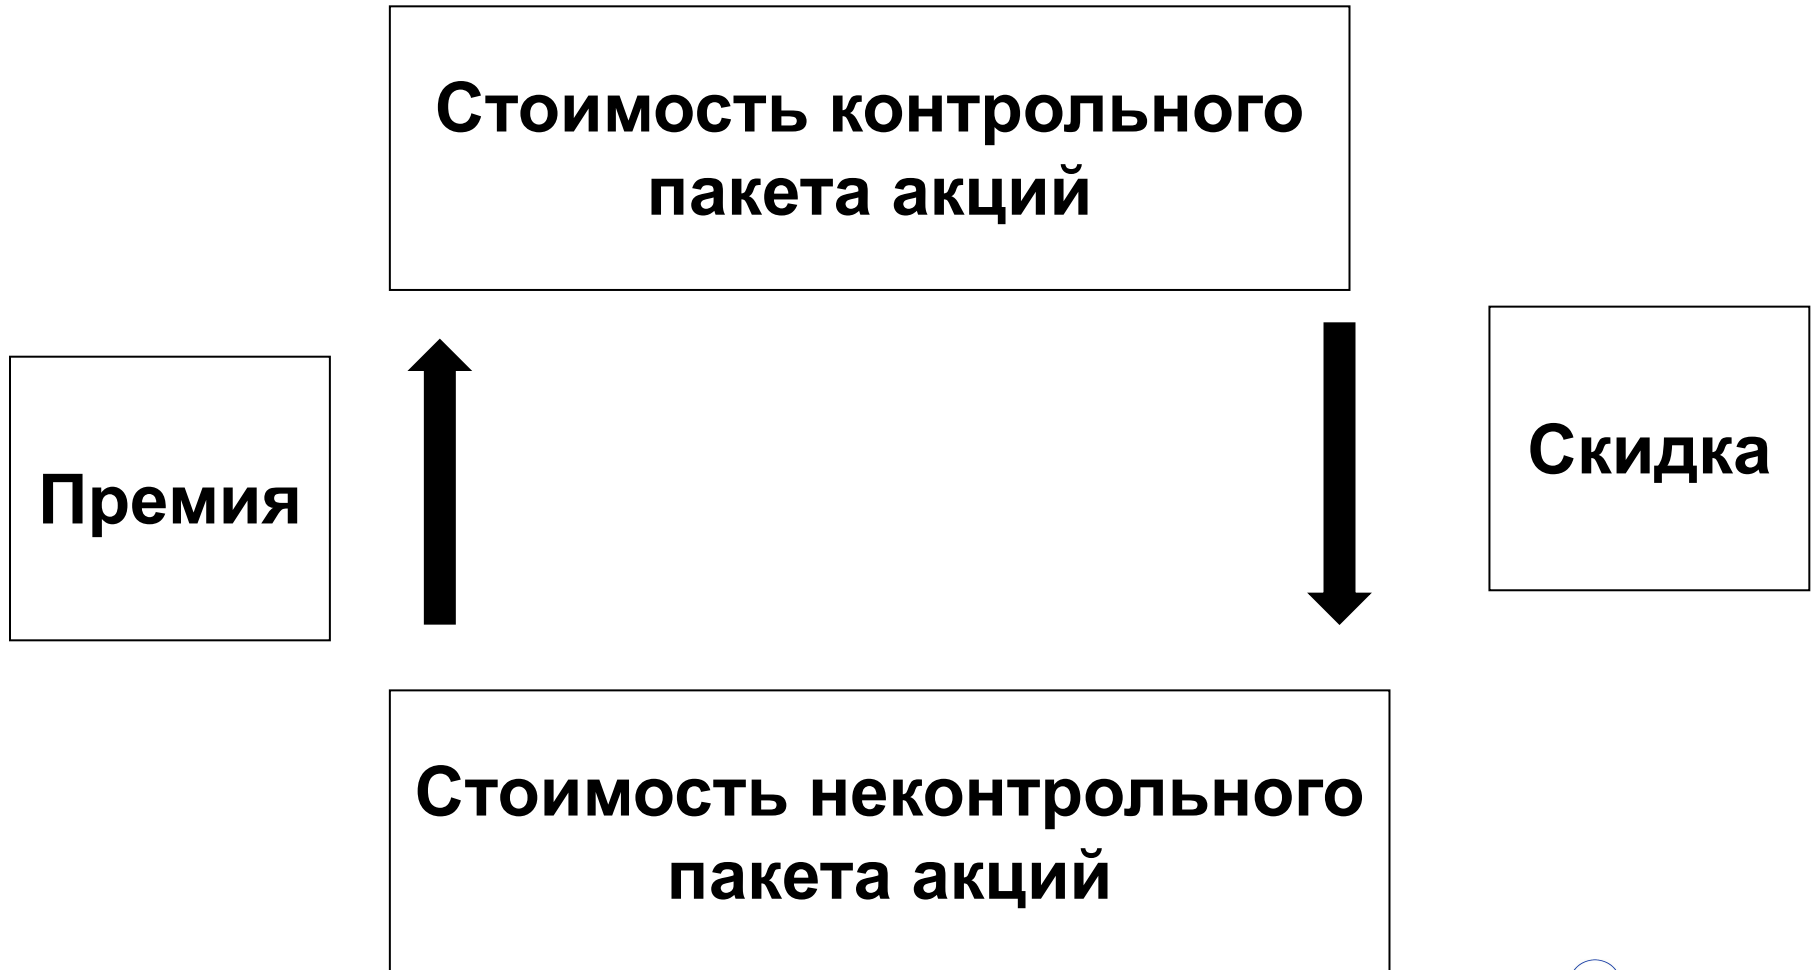 Стоимость контрольного
пакета акций
Премия
Скидка
Стоимость неконтрольного
пакета акций